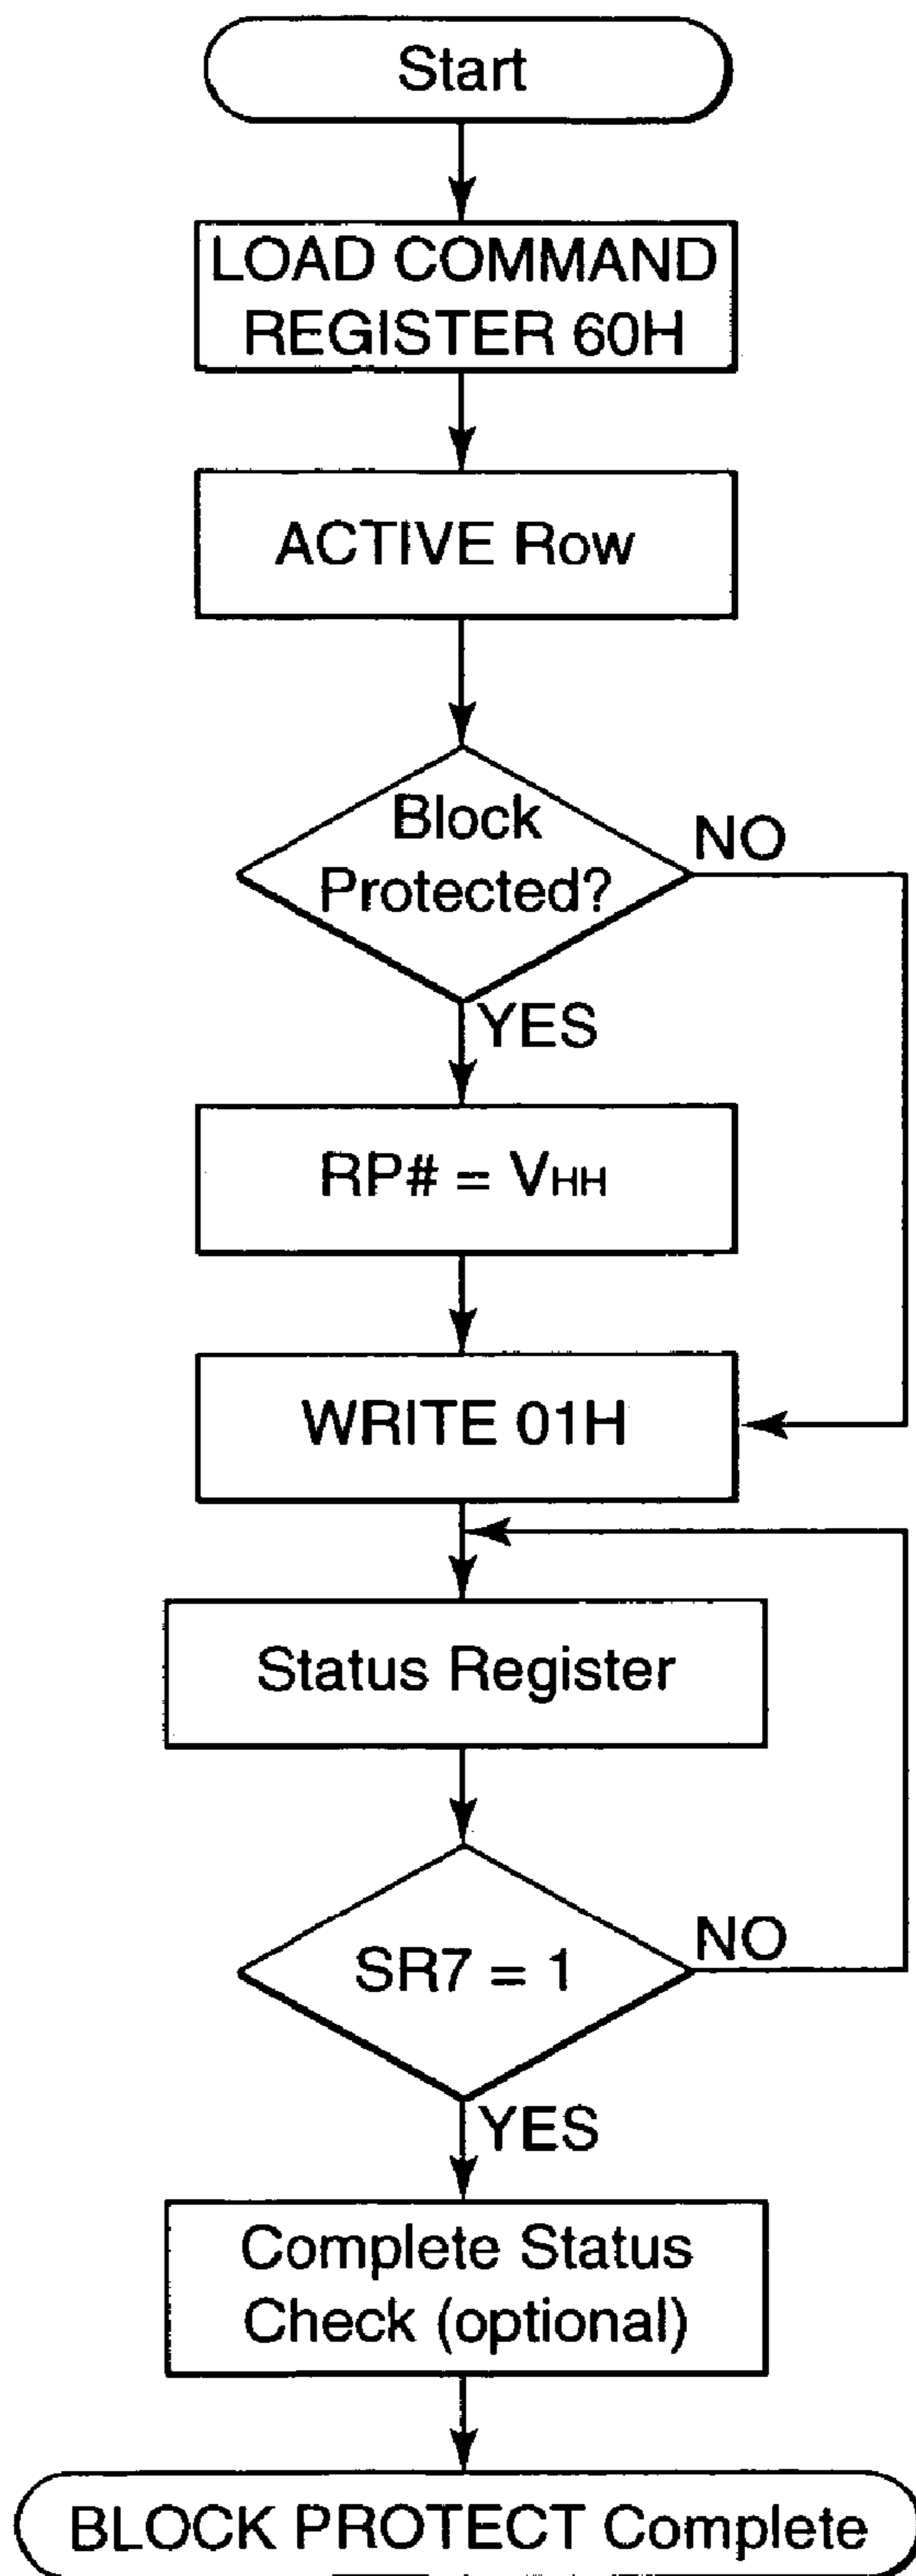 Start
LOAD COMMAND
REGISTER 60H
ACTIVE Row
Block
Protected?
NO
YES
RP# = VHH
WRITE 01H
Status Register
SR7 = 1
NO
YES
Complete Status
Check (optional)
BLOCK PROTECT Complete